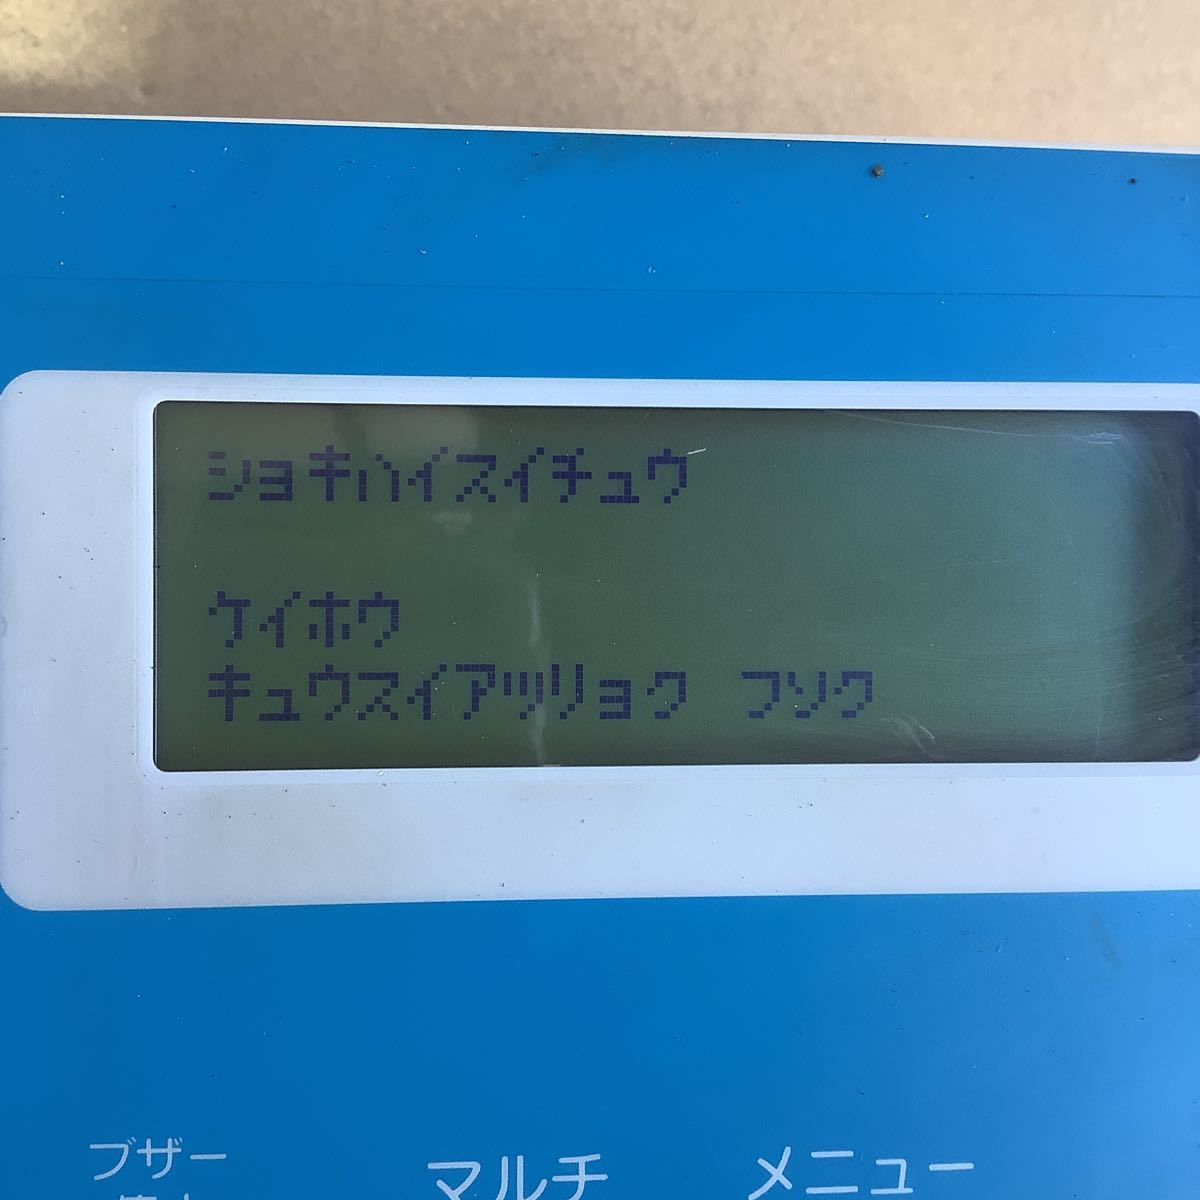 ショキハイスイチュウ
ケイホウ
キュウスイアツリョク フソク
ブザー
マルチ
メニュー